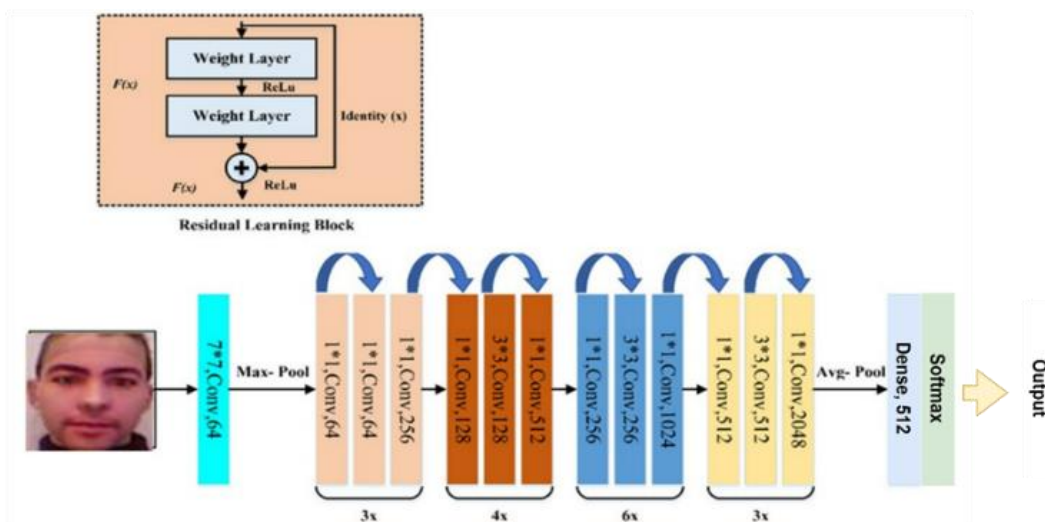 Weight Layer
F(x)
ReLu
Weight Layer
Identity (x)
F(x)
ReLu
Residual Learning Block
7*7,Conv,64
Max- Pool
1*1,Conv,64
1*1,Conv,64
1*1,Conv,256
1*1,Conv,128
3*3,Conv,128
1*1,Conv,512
1*1,Conv,256
3*3,Conv,256
1*1,Conv,1024
1*1,Conv,512
3*3,Conv,512
1*1,Conv,2048
Avg- Pool
Dense, 512
Softmax
Output
3x
4x
6x
3x